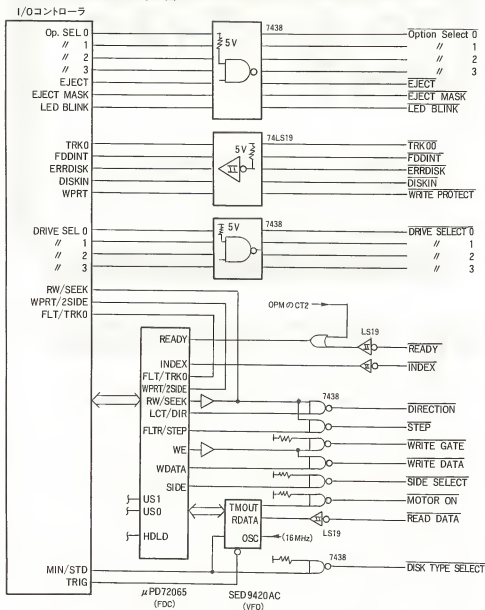 I/Oコントローラ
Op. SEL 0
〃 1
〃 2
〃 3
EJECT
EJECT MASK
LED BLINK
5V
7438
Option Select 0
〃 1
〃 2
〃 3
EJECT
EJECT MASK
LED BLINK
TRK0
FDDINT
ERRDISK
DISKIN
WPRT
5V
74LS19
TRK00
FDDINT
ERRDISK
DISKIN
WRITE PROTECT
DRIVE SEL 0
〃 1
〃 2
〃 3
5V
7438
DRIVE SELECT 0
〃 1
〃 2
〃 3
RW/SEEK
WPRT/2SIDE
FLT/TRK0
OPMのCT2
READY
LS19
READY
INDEX
INDEX
FLT/TRK0
WPRT/2SIDE
RW/SEEK
LCT/DIR
7438
DIRECTION
FLTR/STEP
STEP
WRITE GATE
WE
WRITE DATA
WDATA
SIDE SELECT
SIDE
MOTOR ON
US1
US0
TMOUT
RDATA
READ DATA
LS19
HDLD
OSC
(16MHz)
MIN/STD
7438
DISK TYPE SELECT
TRIG
μPD72065
(FDC)
SED9420AC
(VFO)